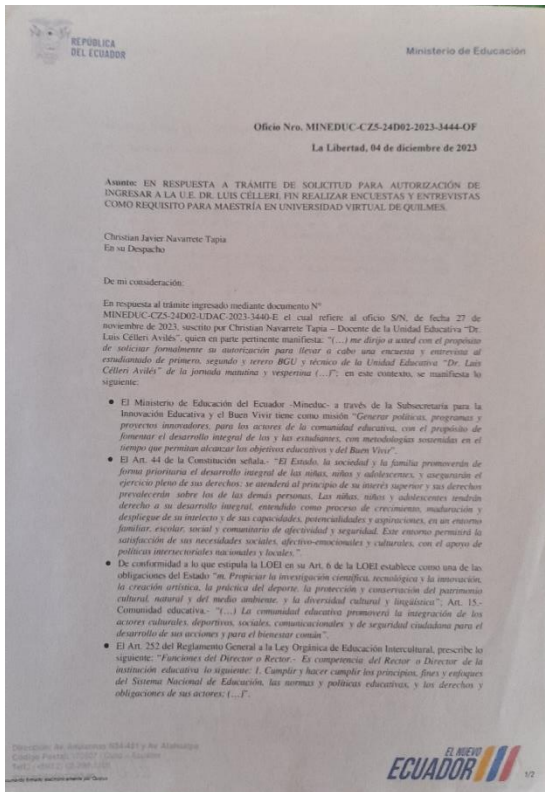 REPÚBLICA
DEL ECUADOR
Ministerio de Educación
Oficio Nro. MINEDUC-CZ5-24D02-2023-3444-OF
La Libertad, 04 de diciembre de 2023
Asunto: EN RESPUESTA A TRÁMITE DE SOLICITUD PARA AUTORIZACIÓN DE
INGRESAR A LA U.E. DR. LUIS CÉLLERI, FIN REALIZAR ENCUESTAS Y ENTREVISTAS
COMO REQUISITO PARA MAESTRÍA EN UNIVERSIDAD VIRTUAL DE QUILMES.
Christian Javier Navarrete Tapia
En su Despacho
De mi consideración:
En respuesta al trámite ingresado mediante documento N°
MINEDUC-CZ5-24D02-UDAC-2023-3440-E el cual refiere al oficio S/N, de fecha 27 de
noviembre de 2023, suscrito por Christian Navarrete Tapia – Docente de la Unidad Educativa "Dr.
Luis Célleri Avilés", quien en parte pertinente manifiesta: "(…) me dirijo a usted con el propósito
de solicitar formalmente su autorización para llevar a cabo una encuesta y entrevista al
estudiantado de primero, segundo y terero BGU y técnico de la Unidad Educativa "Dr. Luis
Célleri Avilés" de la jornada matutina y vespertina (…)"; en este contexto, se manifiesta lo
siguiente:
● El Ministerio de Educación del Ecuador -Mineduc- a través de la Subsecretaría para la
Innovación Educativa y el Buen Vivir tiene como misión "Generar políticas, programas y
proyectos innovadores, para los actores de la comunidad educativa, con el propósito de
fomentar el desarrollo integral de los y las estudiantes, con metodologías sostenidas en el
tiempo que permitan alcanzar los objetivos educativos y del Buen Vivir".
● El Art. 44 de la Constitución señala.- "El Estado, la sociedad y la familia promoverán de
forma prioritaria el desarrollo integral de las niñas, niños y adolescentes, y asegurarán el
ejercicio pleno de sus derechos; se atenderá al principio de su interés superior y sus derechos
prevalecerán sobre los de las demás personas. Las niñas, niños y adolescentes tendrán
derecho a su desarrollo integral, entendido como proceso de crecimiento, maduración y
despliegue de su intelecto y de sus capacidades, potencialidades y aspiraciones, en un entorno
familiar, escolar, social y comunitario de afectividad y seguridad. Este entorno permitirá la
satisfacción de sus necesidades sociales, afectivo-emocionales y culturales, con el apoyo de
políticas intersectoriales nacionales y locales.".
● De conformidad a lo que estipula la LOEI en su Art. 6 de la LOEI establece como una de las
obligaciones del Estado "m. Propiciar la investigación científica, tecnológica y la innovación,
la creación artística, la práctica del deporte, la protección y conservación del patrimonio
cultural, natural y del medio ambiente, y la diversidad cultural y lingüística"; Art. 15.-
Comunidad educativa.- "(…) La comunidad educativa promoverá la integración de los
actores culturales, deportivos, sociales, comunicacionales y de seguridad ciudadana para el
desarrollo de sus acciones y para el bienestar común".
● El Art. 252 del Reglamento General a la Ley Orgánica de Educación Intercultural, prescribe lo
siguiente: "Funciones del Director o Rector.- Es competencia del Rector o Director de la
institución educativa lo siguiente: 1. Cumplir y hacer cumplir los principios, fines y enfoques
del Sistema Nacional de Educación, las normas y políticas educativas, y los derechos y
obligaciones de sus actores; (…)".
Dirección: Av. Amazonas N34-451 y Av. Atahualpa
Código Postal: / Quito - Ecuador
EL NUEVO
ECUADOR
1/2